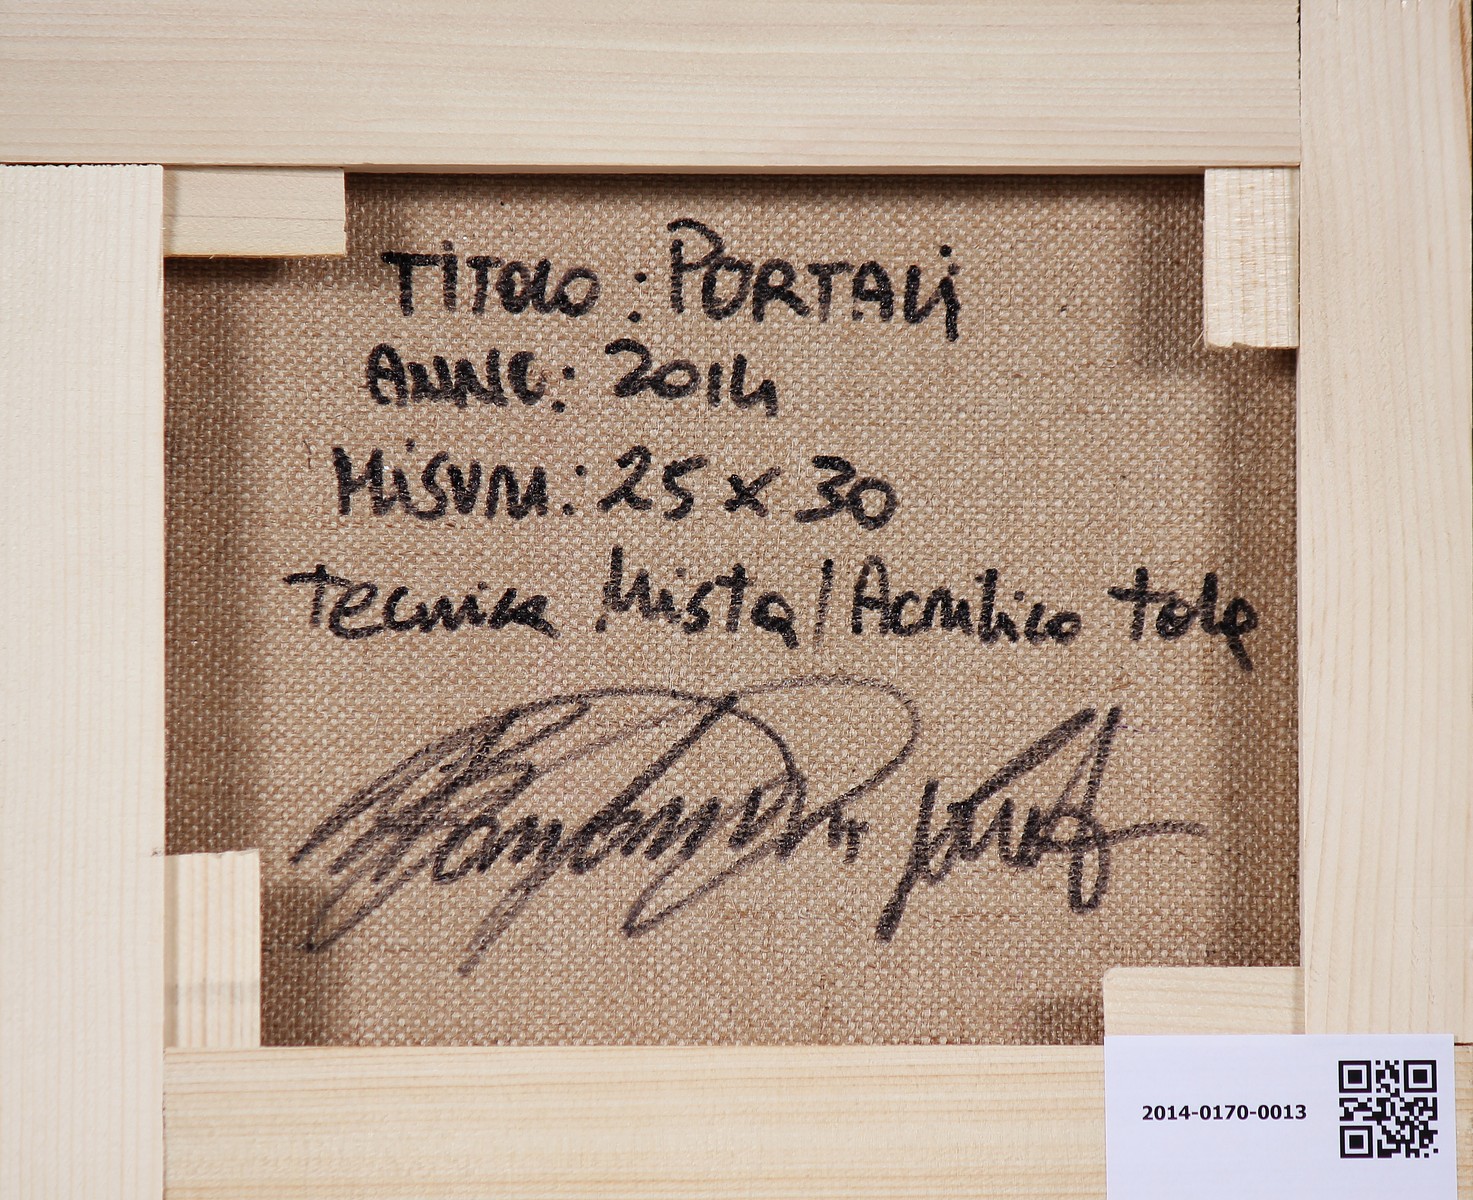 TITOLO : PORTALI
ANNO: 2014
MISURA: 25 x 30
Tecnica Mista / Acrilico tela
2014-0170-0013